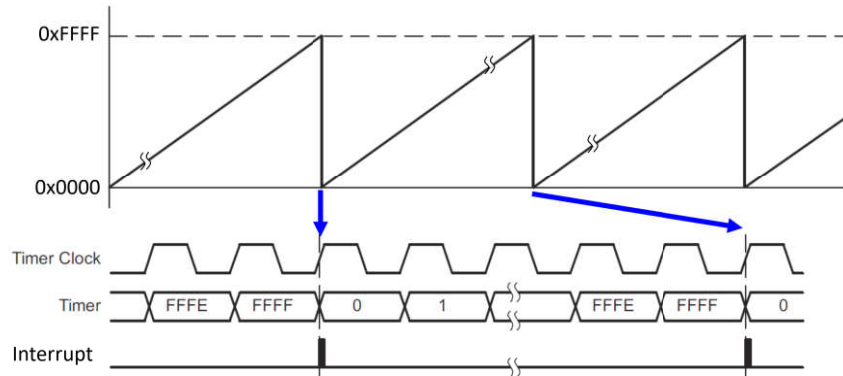 0xFFFF
0x0000
Timer Clock
Timer FFFE FFFF 0 1 FFFE FFFF 0
Interrupt